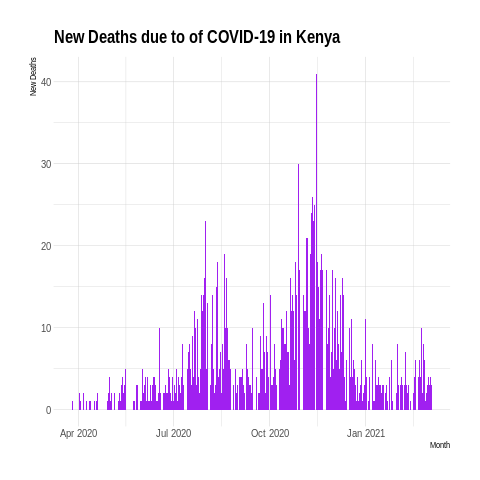 New Deaths due to of COVID-19 in Kenya
New Deaths
40
30
20
10
0
Apr 2020 Jul 2020 Oct 2020 Jan 2021
Month